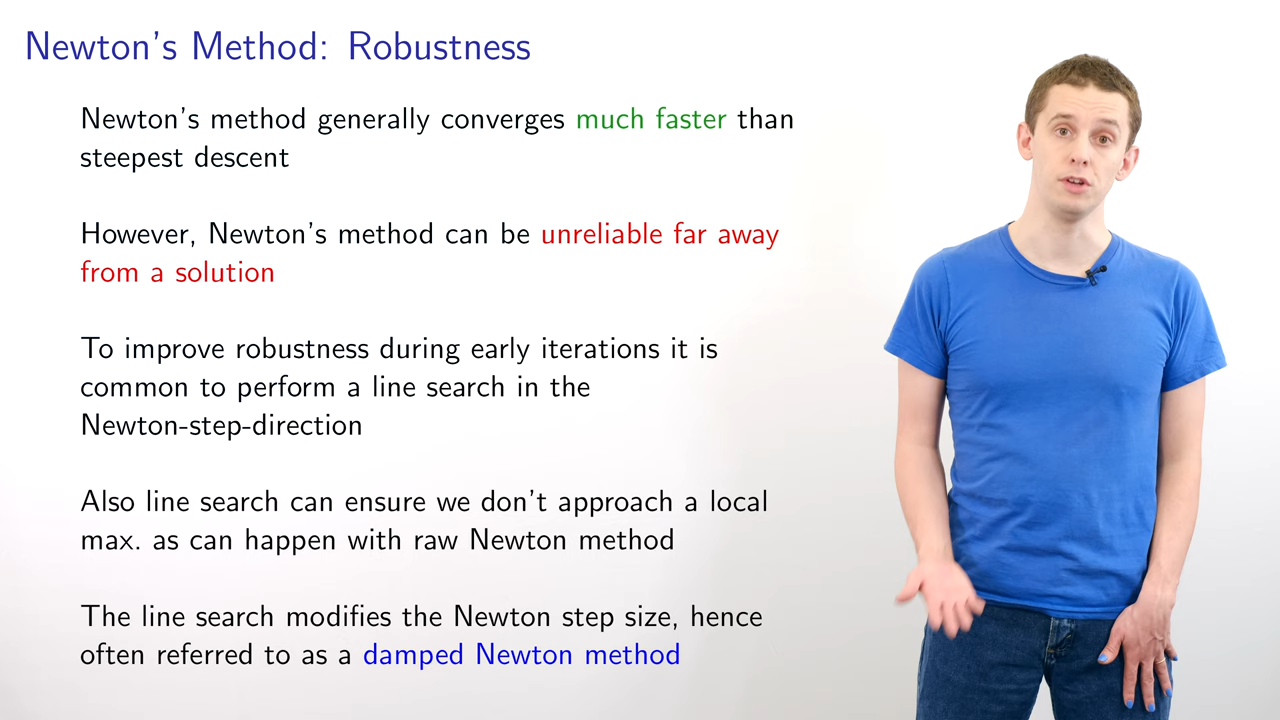 Newton's Method: Robustness
Newton's method generally converges much faster than
steepest descent
However, Newton's method can be unreliable far away
from a solution
To improve robustness during early iterations it is
common to perform a line search in the
Newton-step-direction
Also line search can ensure we don't approach a local
max. as can happen with raw Newton method
The line search modifies the Newton step size, hence
often referred to as a damped Newton method